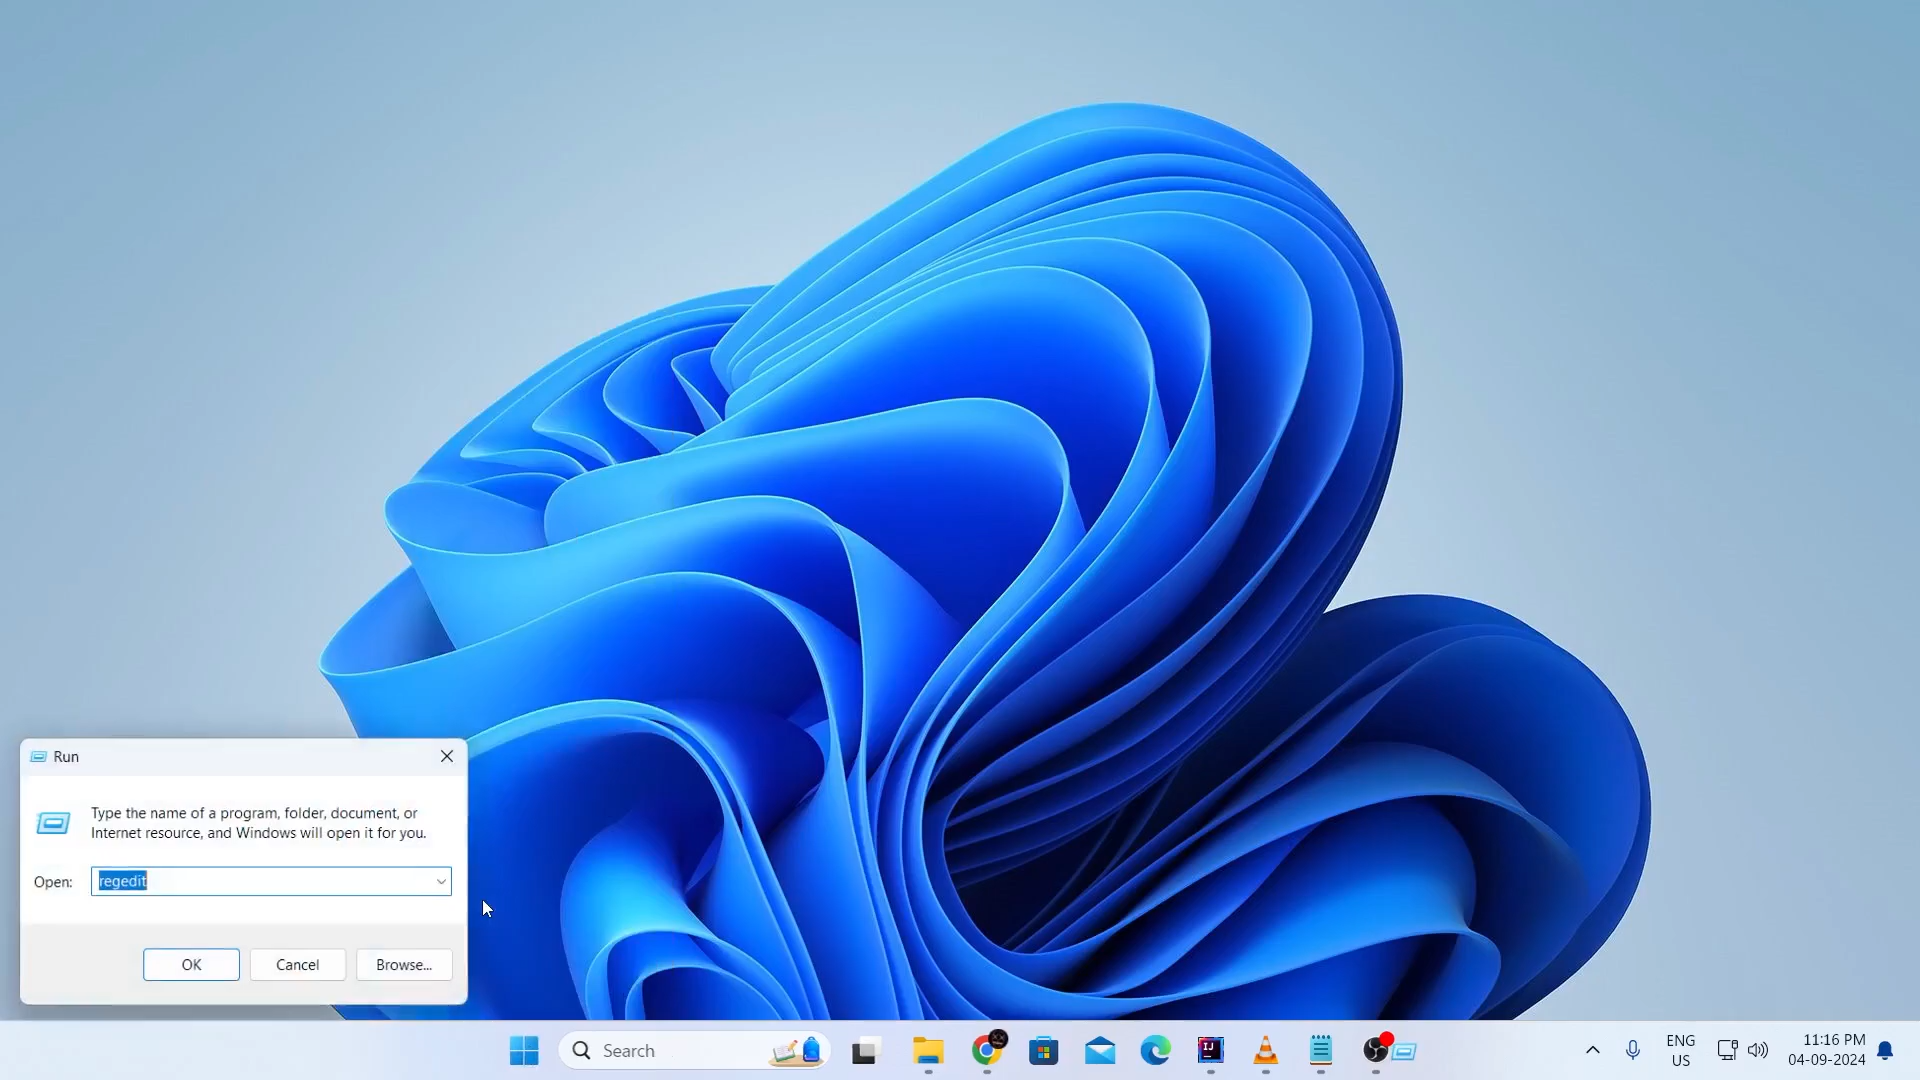 Run
Type the name of a program, folder, document, or
Internet resource, and Windows will open it for you.
Open: regedit
OK Cancel Browse...
Search
IJ
ENG
US
11:16 PM
04-09-2024